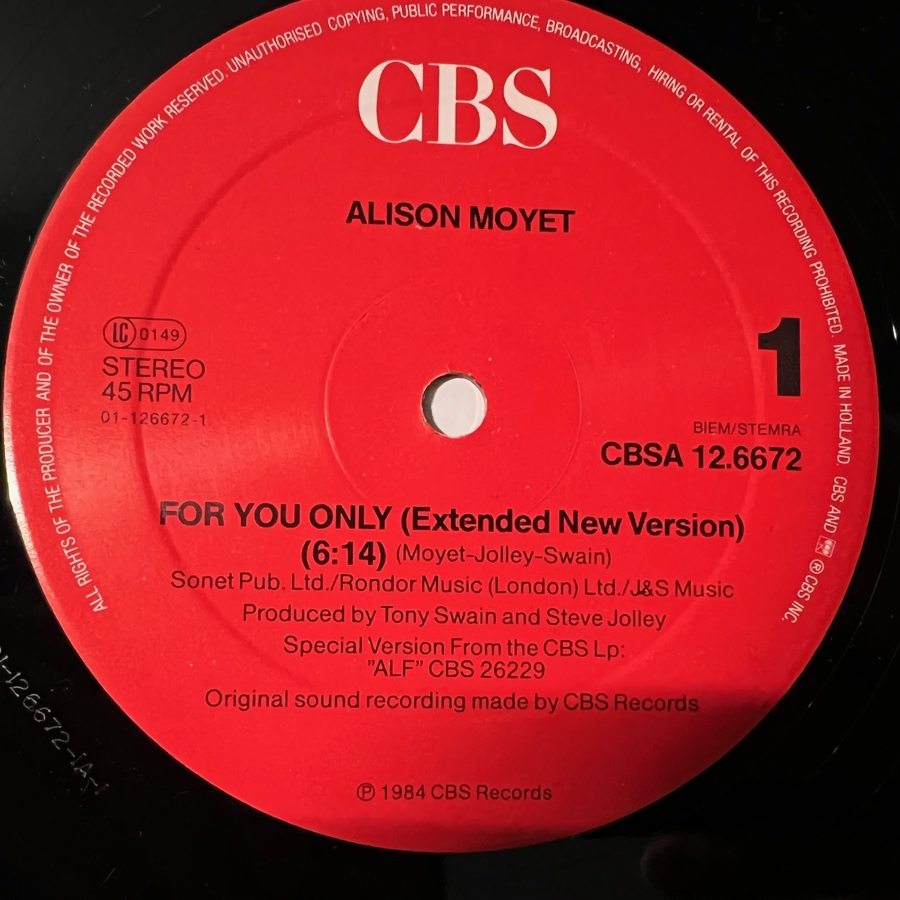 ALL RIGHTS OF THE PRODUCER AND OF THE OWNER OF THE RECORDED WORK RESERVED. UNAUTHORISED COPYING, PUBLIC PERFORMANCE, BROADCASTING, HIRING OR RENTAL OF THIS RECORDING PROHIBITED. MADE IN HOLLAND. CBS AND ℗ CBS INC.
CBS
ALISON MOYET
LC 0149
STEREO
45 RPM
01-126672-1
1
BIEM/STEMRA
CBSA 12.6672
FOR YOU ONLY (Extended New Version)
(6:14) (Moyet-Jolley-Swain)
Sonet Pub. Ltd./Rondor Music (London) Ltd./J&S Music
Produced by Tony Swain and Steve Jolley
Special Version From the CBS Lp:
"ALF" CBS 26229
Original sound recording made by CBS Records
℗ 1984 CBS Records
01-126672-1A-1